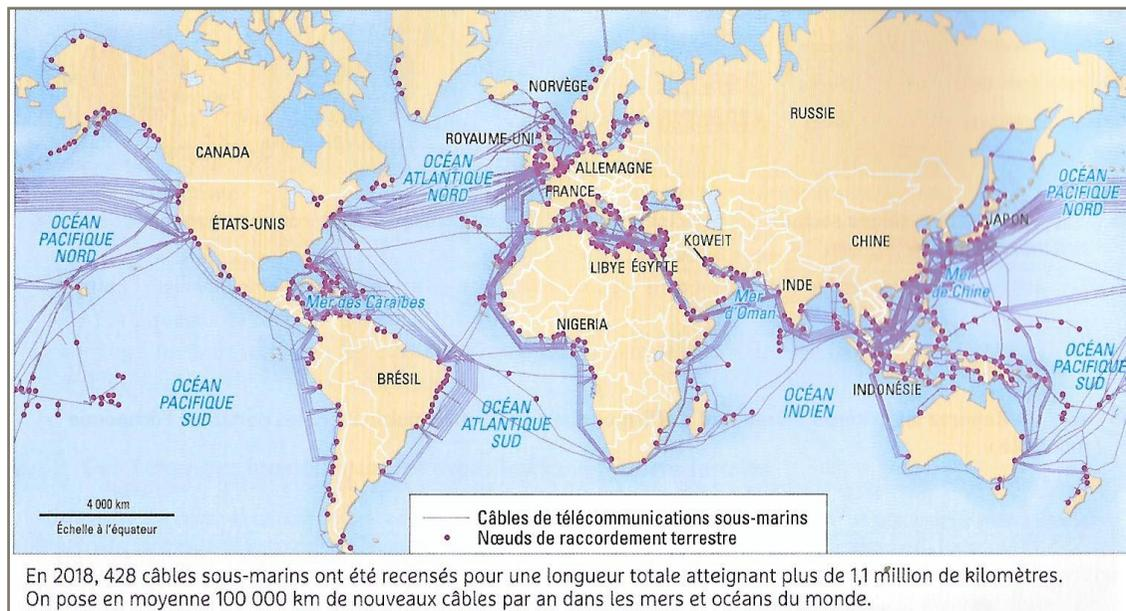 NORVÈGE
RUSSIE
ROYAUME-UNI
CANADA
OCÉAN
ATLANTIQUE
NORD
ALLEMAGNE
OCÉAN
PACIFIQUE
NORD
FRANCE
OCÉAN
PACIFIQUE
NORD
ÉTATS-UNIS
JAPON
KOWEIT
CHINE
LIBYE
ÉGYPTE
INDE
Mer
de Chine
Mer des Caraïbes
Mer
d'Oman
NIGERIA
OCÉAN
PACIFIQUE
SUD
BRÉSIL
OCÉAN
ATLANTIQUE
SUD
OCÉAN
INDIEN
INDONÉSIE
OCÉAN
PACIFIQUE
SUD
4 000 km
Échelle à l'équateur
Câbles de télécommunications sous-marins
Nœuds de raccordement terrestre
En 2018, 428 câbles sous-marins ont été recensés pour une longueur totale atteignant plus de 1,1 million de kilomètres.
On pose en moyenne 100 000 km de nouveaux câbles par an dans les mers et océans du monde.